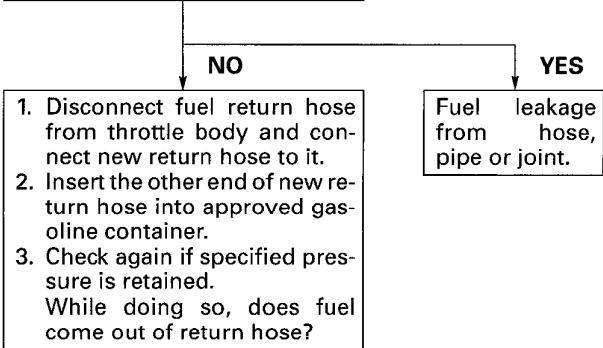 NO
YES
1. Disconnect fuel return hose
from throttle body and con-
nect new return hose to it.
2. Insert the other end of new re-
turn hose into approved gas-
oline container.
3. Check again if specified pres-
sure is retained.
While doing so, does fuel
come out of return hose?
Fuel leakage
from hose,
pipe or joint.